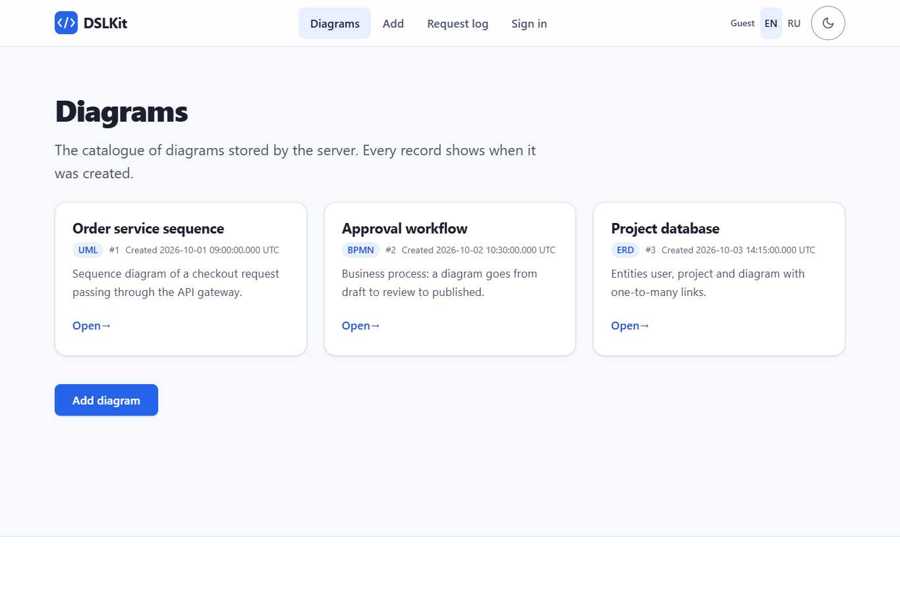 </> DSLKit
Diagrams Add Request log Sign in
Guest EN RU
Diagrams
The catalogue of diagrams stored by the server. Every record shows when it
was created.
Order service sequence
UML #1 Created 2026-10-01 09:00:00.000 UTC
Sequence diagram of a checkout request
passing through the API gateway.
Open→
Approval workflow
BPMN #2 Created 2026-10-02 10:30:00.000 UTC
Business process: a diagram goes from
draft to review to published.
Open→
Project database
ERD #3 Created 2026-10-03 14:15:00.000 UTC
Entities user, project and diagram with
one-to-many links.
Open→
Add diagram